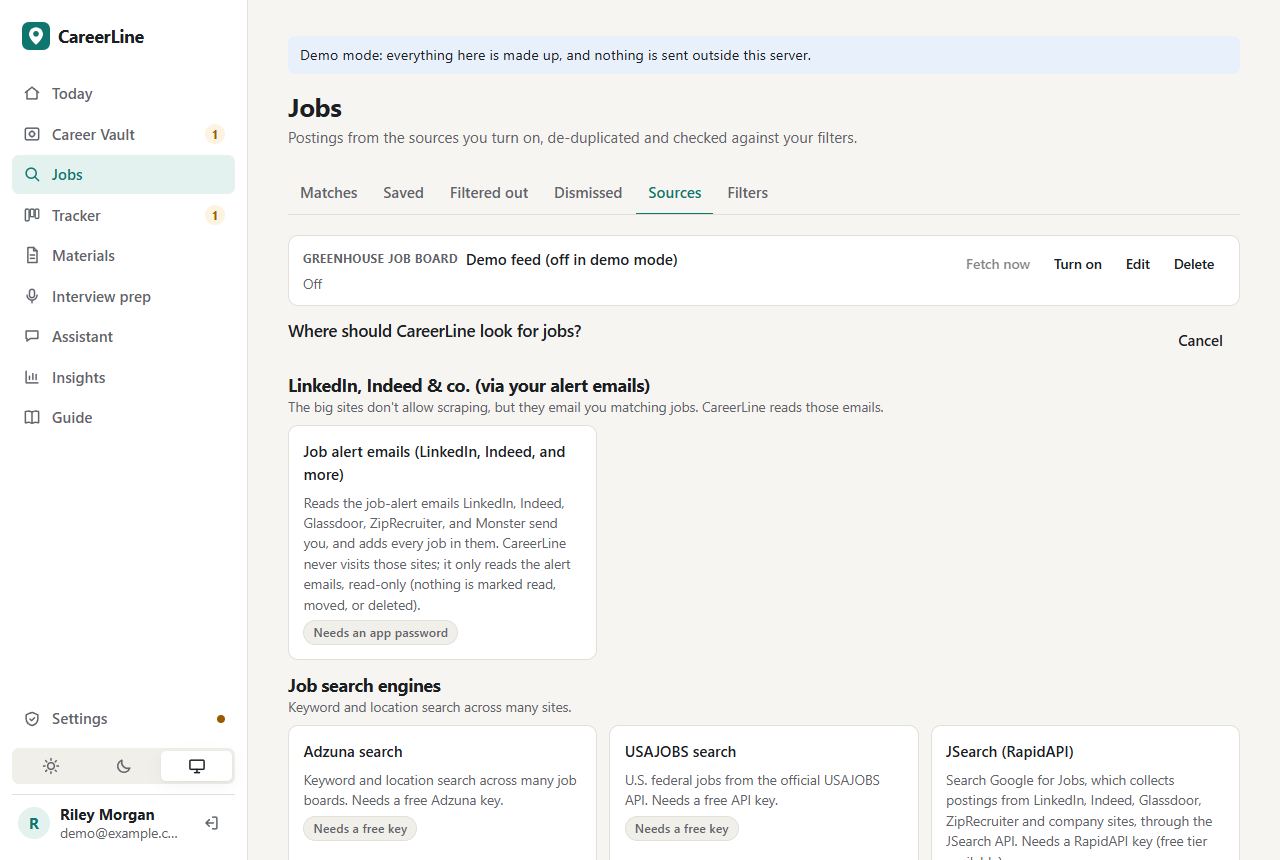 CareerLine
Today
Career Vault 1
Jobs
Tracker 1
Materials
Interview prep
Assistant
Insights
Guide
Settings
R
Riley Morgan
demo@example.c...
Demo mode: everything here is made up, and nothing is sent outside this server.
Jobs
Postings from the sources you turn on, de-duplicated and checked against your filters.
Matches Saved Filtered out Dismissed Sources Filters
GREENHOUSE JOB BOARD Demo feed (off in demo mode)
Off
Fetch now Turn on Edit Delete
Where should CareerLine look for jobs?
Cancel
LinkedIn, Indeed & co. (via your alert emails)
The big sites don't allow scraping, but they email you matching jobs. CareerLine reads those emails.
Job alert emails (LinkedIn, Indeed, and
more)
Reads the job-alert emails LinkedIn, Indeed,
Glassdoor, ZipRecruiter, and Monster send
you, and adds every job in them. CareerLine
never visits those sites; it only reads the alert
emails, read-only (nothing is marked read,
moved, or deleted).
Needs an app password
Job search engines
Keyword and location search across many sites.
Adzuna search
Keyword and location search across many job
boards. Needs a free Adzuna key.
Needs a free key
USAJOBS search
U.S. federal jobs from the official USAJOBS
API. Needs a free API key.
Needs a free key
JSearch (RapidAPI)
Search Google for Jobs, which collects
postings from LinkedIn, Indeed, Glassdoor,
ZipRecruiter and company sites, through the
JSearch API. Needs a RapidAPI key (free tier